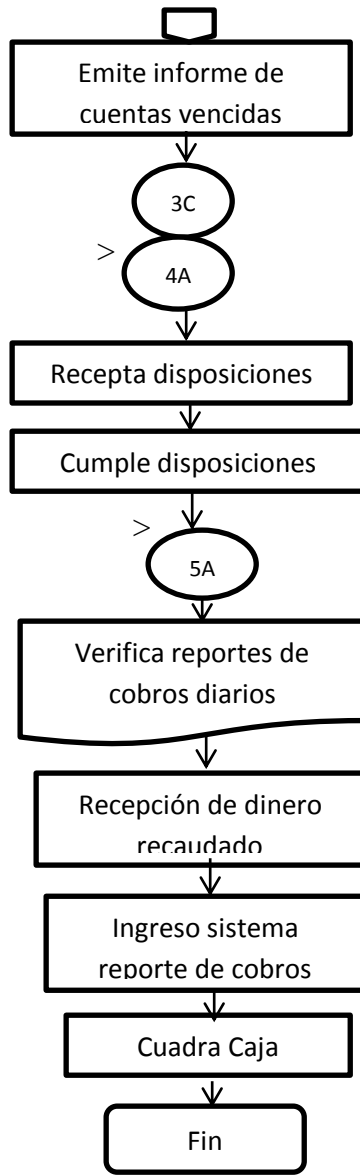 Emite informe de
cuentas vencidas
3C
>
4A
Recepta disposiciones
Cumple disposiciones
>
5A
Verifica reportes de
cobros diarios
Recepción de dinero
recaudado
Ingreso sistema
reporte de cobros
Cuadra Caja
Fin